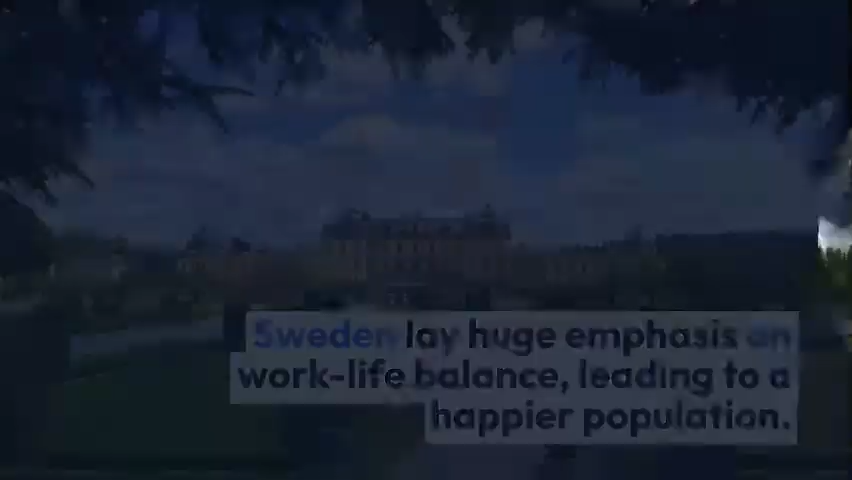 Sweden lay huge emphasis on
work-life balance, leading to a
happier population.